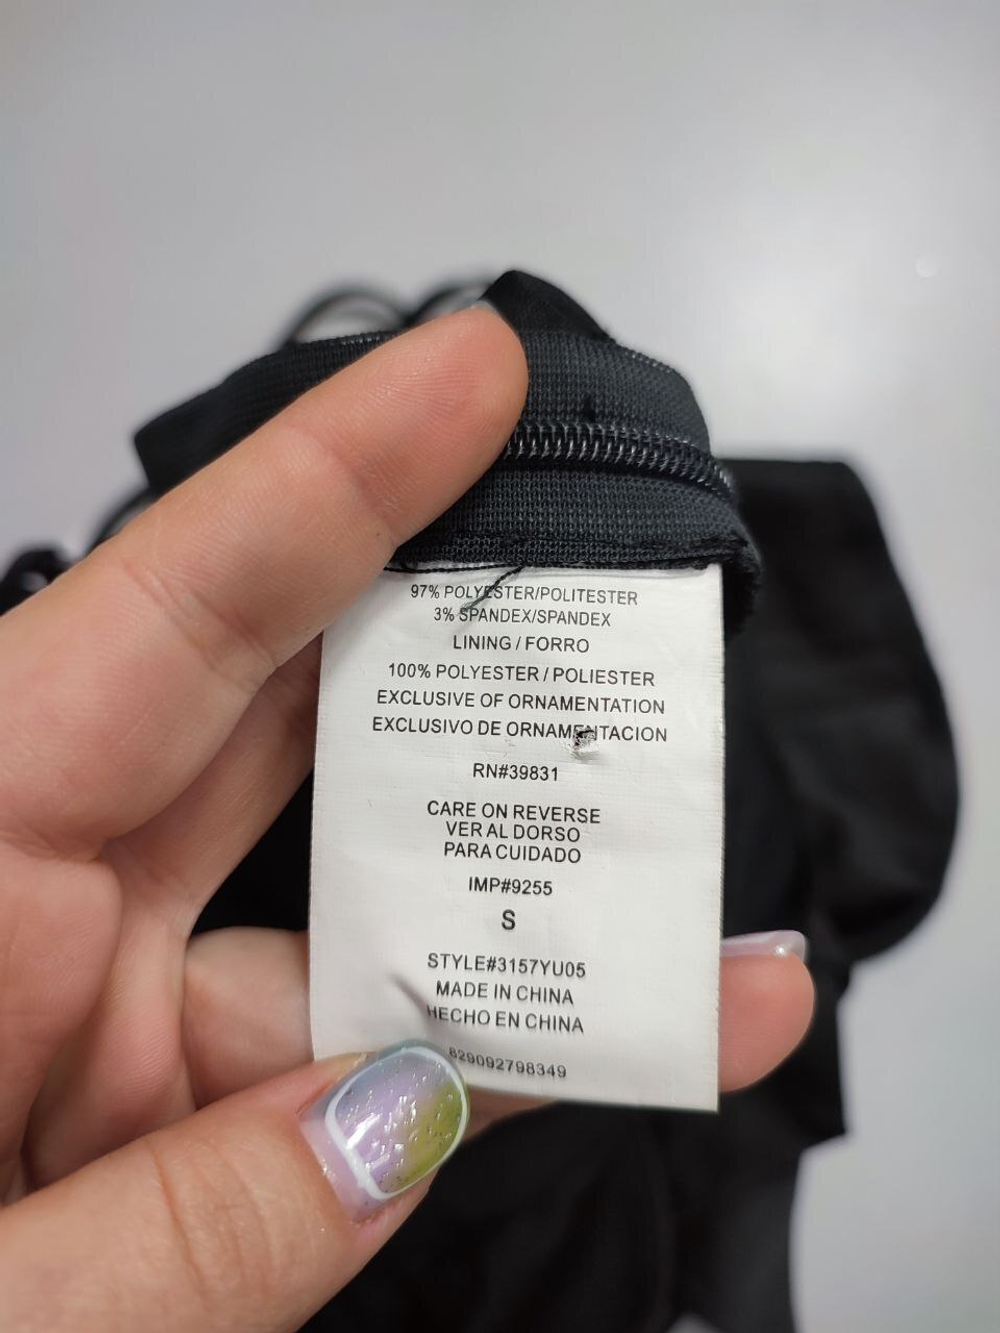 97% POLYESTER/POLITESTER
3% SPANDEX/SPANDEX
LINING / FORRO
100% POLYESTER / POLIESTER
EXCLUSIVE OF ORNAMENTATION
EXCLUSIVO DE ORNAMENTACION
RN#39831
CARE ON REVERSE
VER AL DORSO
PARA CUIDADO
IMP#9255
S
STYLE#3157YU05
MADE IN CHINA
HECHO EN CHINA
829092798349